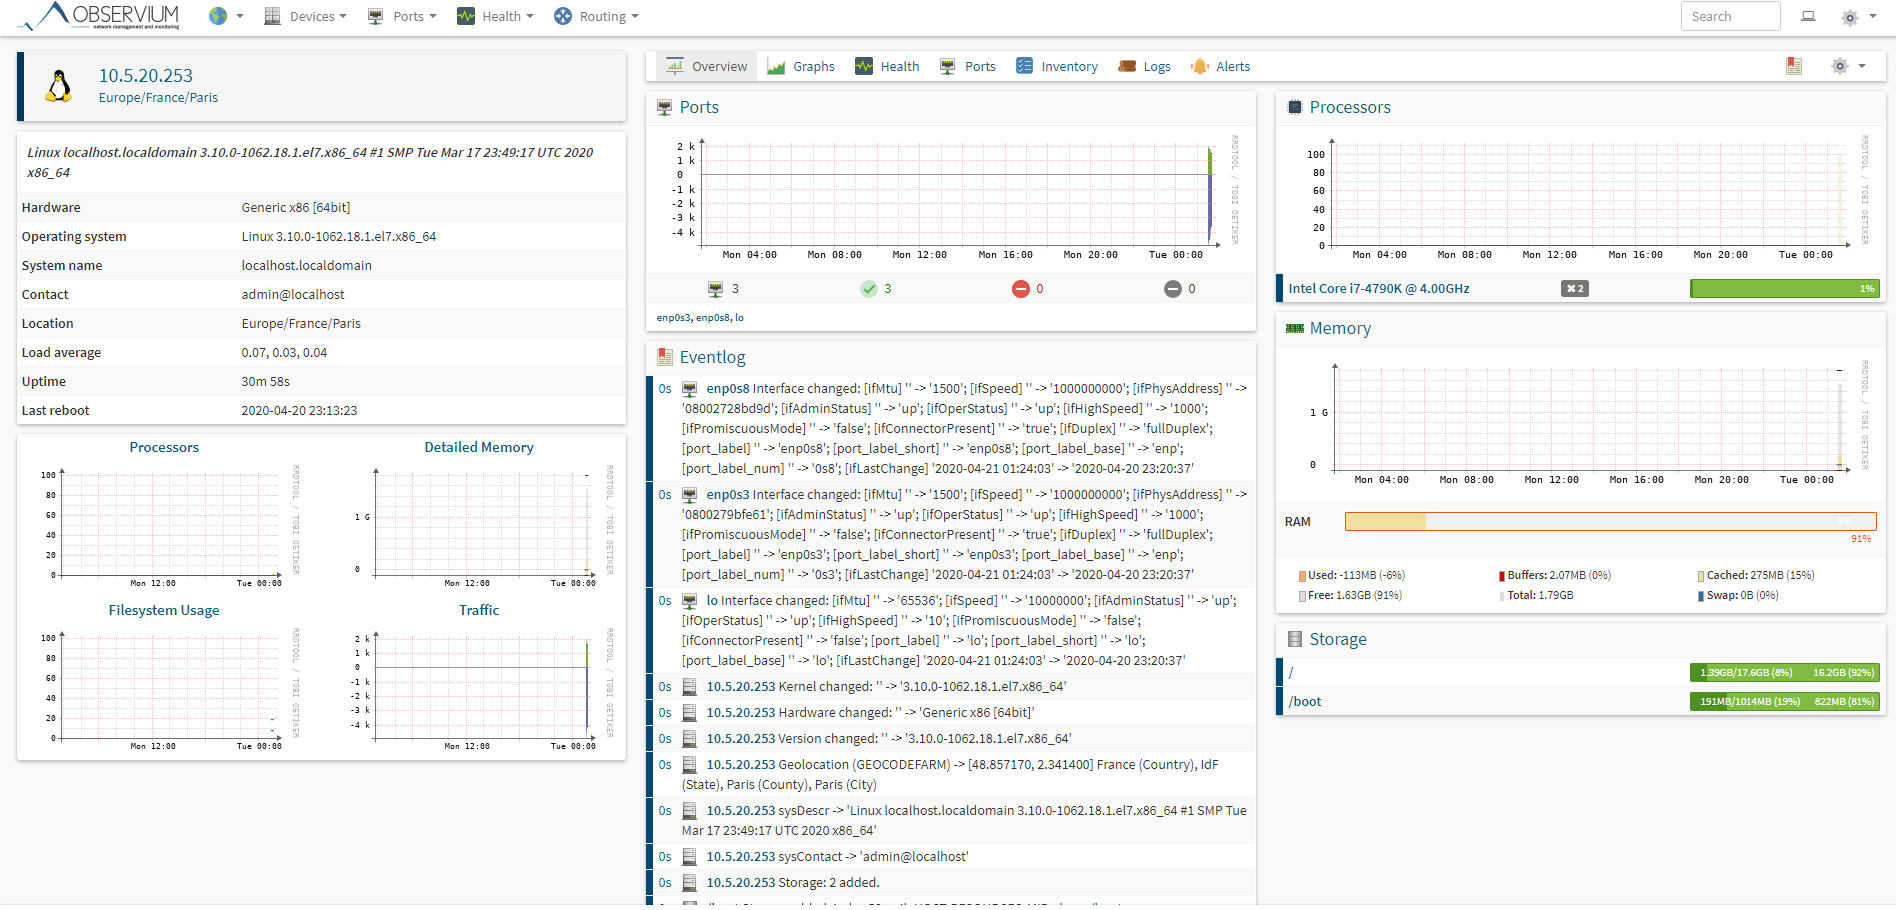 OBSERVIUM
network management and monitoring
Devices
Ports
Health
Routing
Search
10.5.20.253
Europe/France/Paris
Linux localhost.localdomain 3.10.0-1062.18.1.el7.x86_64 #1 SMP Tue Mar 17 23:49:17 UTC 2020
x86_64
Hardware Generic x86 [64bit]
Operating system Linux 3.10.0-1062.18.1.el7.x86_64
System name localhost.localdomain
Contact admin@localhost
Location Europe/France/Paris
Load average 0.07, 0.03, 0.04
Uptime 30m 58s
Last reboot 2020-04-20 23:13:23
Processors
100
80
60
40
20
0
Mon 12:00 Tue 00:00
RRDTOOL / TOBI OETIKER
Detailed Memory
1 G
0
Mon 12:00 Tue 00:00
RRDTOOL / TOBI OETIKER
Filesystem Usage
100
80
60
40
20
0
Mon 12:00 Tue 00:00
RRDTOOL / TOBI OETIKER
Traffic
2 k
1 k
0
-1 k
-2 k
-3 k
-4 k
Mon 12:00 Tue 00:00
RRDTOOL / TOBI OETIKER
Overview Graphs Health Ports Inventory Logs Alerts
Ports
2 k
1 k
0
-1 k
-2 k
-3 k
-4 k
Mon 04:00 Mon 08:00 Mon 12:00 Mon 16:00 Mon 20:00 Tue 00:00
RRDTOOL / TOBI OETIKER
3 3 0 0
enp0s3, enp0s8, lo
Eventlog
0s enp0s8 Interface changed: [ifMtu] '' -> '1500'; [ifSpeed] '' -> '1000000000'; [ifPhysAddress] '' ->
'08002728bd9d'; [ifAdminStatus] '' -> 'up'; [ifOperStatus] '' -> 'up'; [ifHighSpeed] '' -> '1000';
[ifPromiscuousMode] '' -> 'false'; [ifConnectorPresent] '' -> 'true'; [ifDuplex] '' -> 'fullDuplex';
[port_label] '' -> 'enp0s8'; [port_label_short] '' -> 'enp0s8'; [port_label_base] '' -> 'enp';
[port_label_num] '' -> '0s8'; [ifLastChange] '2020-04-21 01:24:03' -> '2020-04-20 23:20:37'
0s enp0s3 Interface changed: [ifMtu] '' -> '1500'; [ifSpeed] '' -> '1000000000'; [ifPhysAddress] '' ->
'0800279bfe61'; [ifAdminStatus] '' -> 'up'; [ifOperStatus] '' -> 'up'; [ifHighSpeed] '' -> '1000';
[ifPromiscuousMode] '' -> 'false'; [ifConnectorPresent] '' -> 'true'; [ifDuplex] '' -> 'fullDuplex';
[port_label] '' -> 'enp0s3'; [port_label_short] '' -> 'enp0s3'; [port_label_base] '' -> 'enp';
[port_label_num] '' -> '0s3'; [ifLastChange] '2020-04-21 01:24:03' -> '2020-04-20 23:20:37'
0s lo Interface changed: [ifMtu] '' -> '65536'; [ifSpeed] '' -> '10000000'; [ifAdminStatus] '' -> 'up';
[ifOperStatus] '' -> 'up'; [ifHighSpeed] '' -> '10'; [ifPromiscuousMode] '' -> 'false';
[ifConnectorPresent] '' -> 'false'; [port_label] '' -> 'lo'; [port_label_short] '' -> 'lo';
[port_label_base] '' -> 'lo'; [ifLastChange] '2020-04-21 01:24:03' -> '2020-04-20 23:20:37'
0s 10.5.20.253 Kernel changed: '' -> '3.10.0-1062.18.1.el7.x86_64'
0s 10.5.20.253 Hardware changed: '' -> 'Generic x86 [64bit]'
0s 10.5.20.253 Version changed: '' -> '3.10.0-1062.18.1.el7.x86_64'
0s 10.5.20.253 Geolocation (GEOCODEFARM) -> [48.857170, 2.341400] France (Country), IdF
(State), Paris (County), Paris (City)
0s 10.5.20.253 sysDescr -> 'Linux localhost.localdomain 3.10.0-1062.18.1.el7.x86_64 #1 SMP Tue
Mar 17 23:49:17 UTC 2020 x86_64'
0s 10.5.20.253 sysContact -> 'admin@localhost'
0s 10.5.20.253 Storage: 2 added.
Processors
100
80
60
40
20
0
Mon 04:00 Mon 08:00 Mon 12:00 Mon 16:00 Mon 20:00 Tue 00:00
RRDTOOL / TOBI OETIKER
Intel Core i7-4790K @ 4.00GHz ✖ 2 1%
Memory
1 G
0
Mon 04:00 Mon 08:00 Mon 12:00 Mon 16:00 Mon 20:00 Tue 00:00
RRDTOOL / TOBI OETIKER
RAM 9%
91%
Used: -113MB (-6%) Buffers: 2.07MB (0%) Cached: 275MB (15%)
Free: 1.63GB (91%) Total: 1.79GB Swap: 0B (0%)
Storage
/ 1.39GB/17.6GB (8%) 16.2GB (92%)
/boot 191MB/1014MB (19%) 822MB (81%)